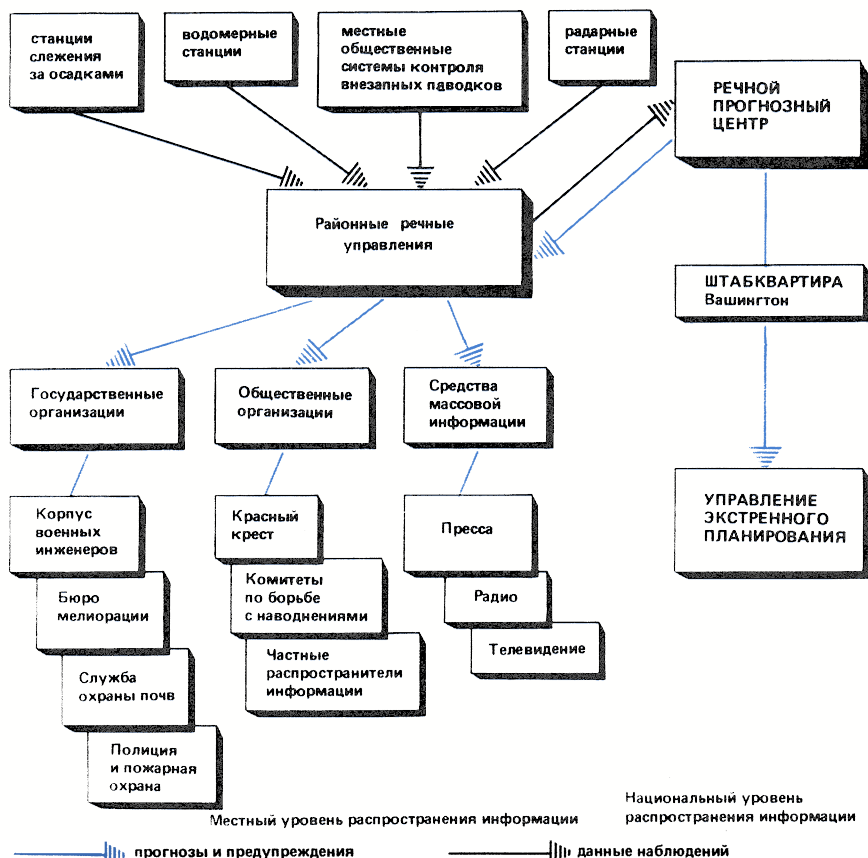 станции
слежения
за осадками
водомерные
станции
местные
общественные
системы контроля
внезапных паводков
радарные
станции
РЕЧНОЙ
ПРОГНОЗНЫЙ
ЦЕНТР
Районные речные
управления
ШТАБКВАРТИРА
Вашингтон
Государственные
организации
Общественные
организации
Средства
массовой
информации
УПРАВЛЕНИЕ
ЭКСТРЕННОГО
ПЛАНИРОВАНИЯ
Корпус
военных
инженеров
Бюро
мелиорации
Служба
охраны почв
Полиция
и пожарная
охрана
Красный
крест
Комитеты
по борьбе
с наводнениями
Частные
распространители
информации
Пресса
Радио
Телевидение
Местный уровень распространения информации
Национальный уровень
распространения информации
прогнозы и предупреждения
данные наблюдений